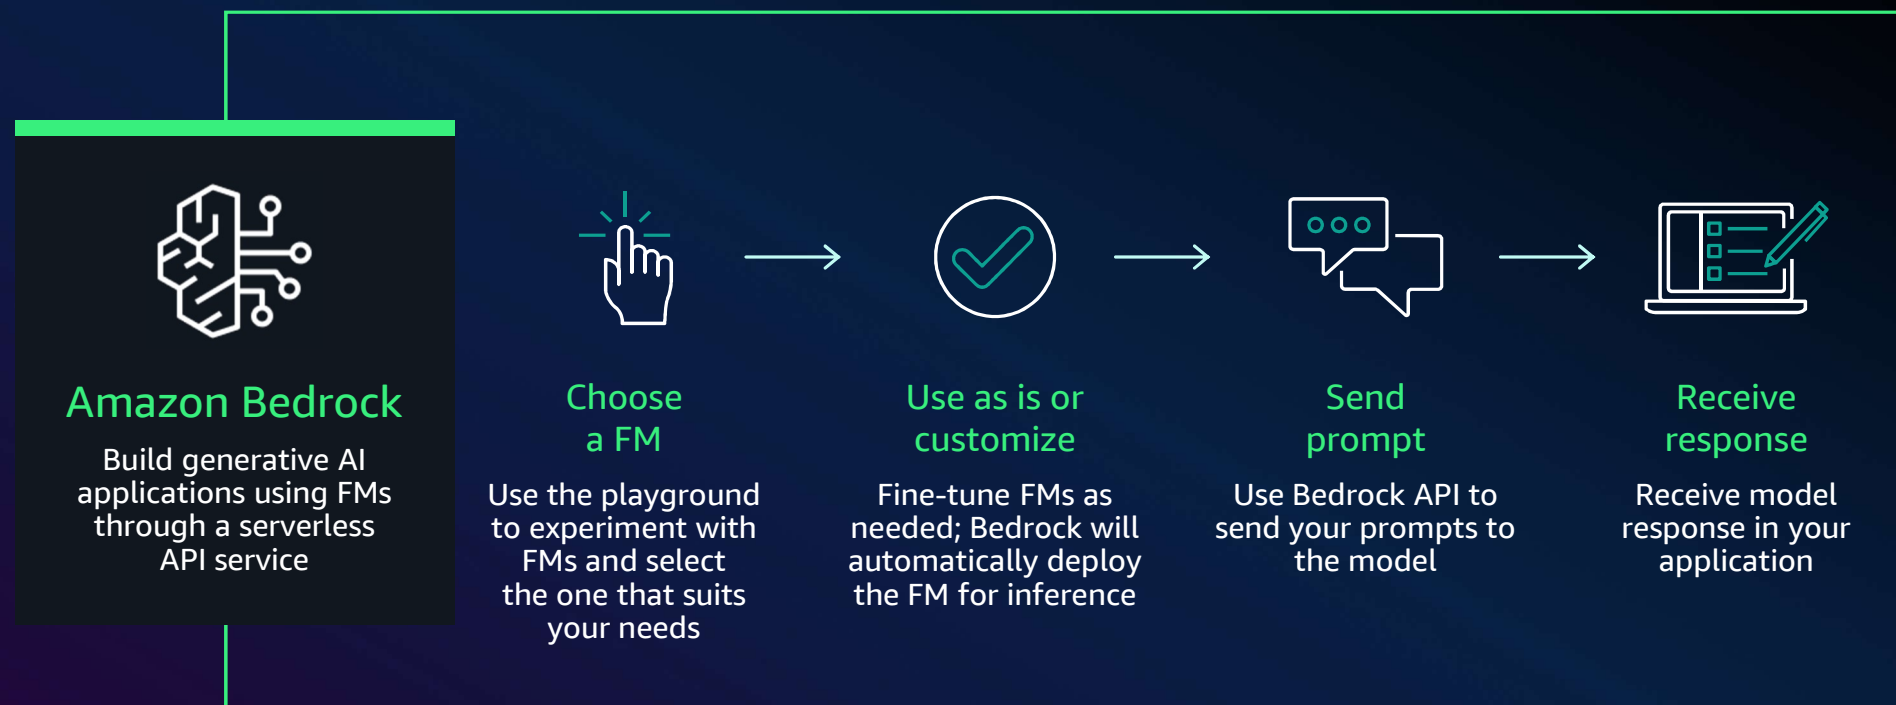 Amazon Bedrock
Build generative AI
applications using FMs
through a serverless
API service
Choose
a FM
Use the playground
to experiment with
FMs and select
the one that suits
your needs
Use as is or
customize
Fine-tune FMs as
needed; Bedrock will
automatically deploy
the FM for inference
Send
prompt
Use Bedrock API to
send your prompts to
the model
Receive
response
Receive model
response in your
application